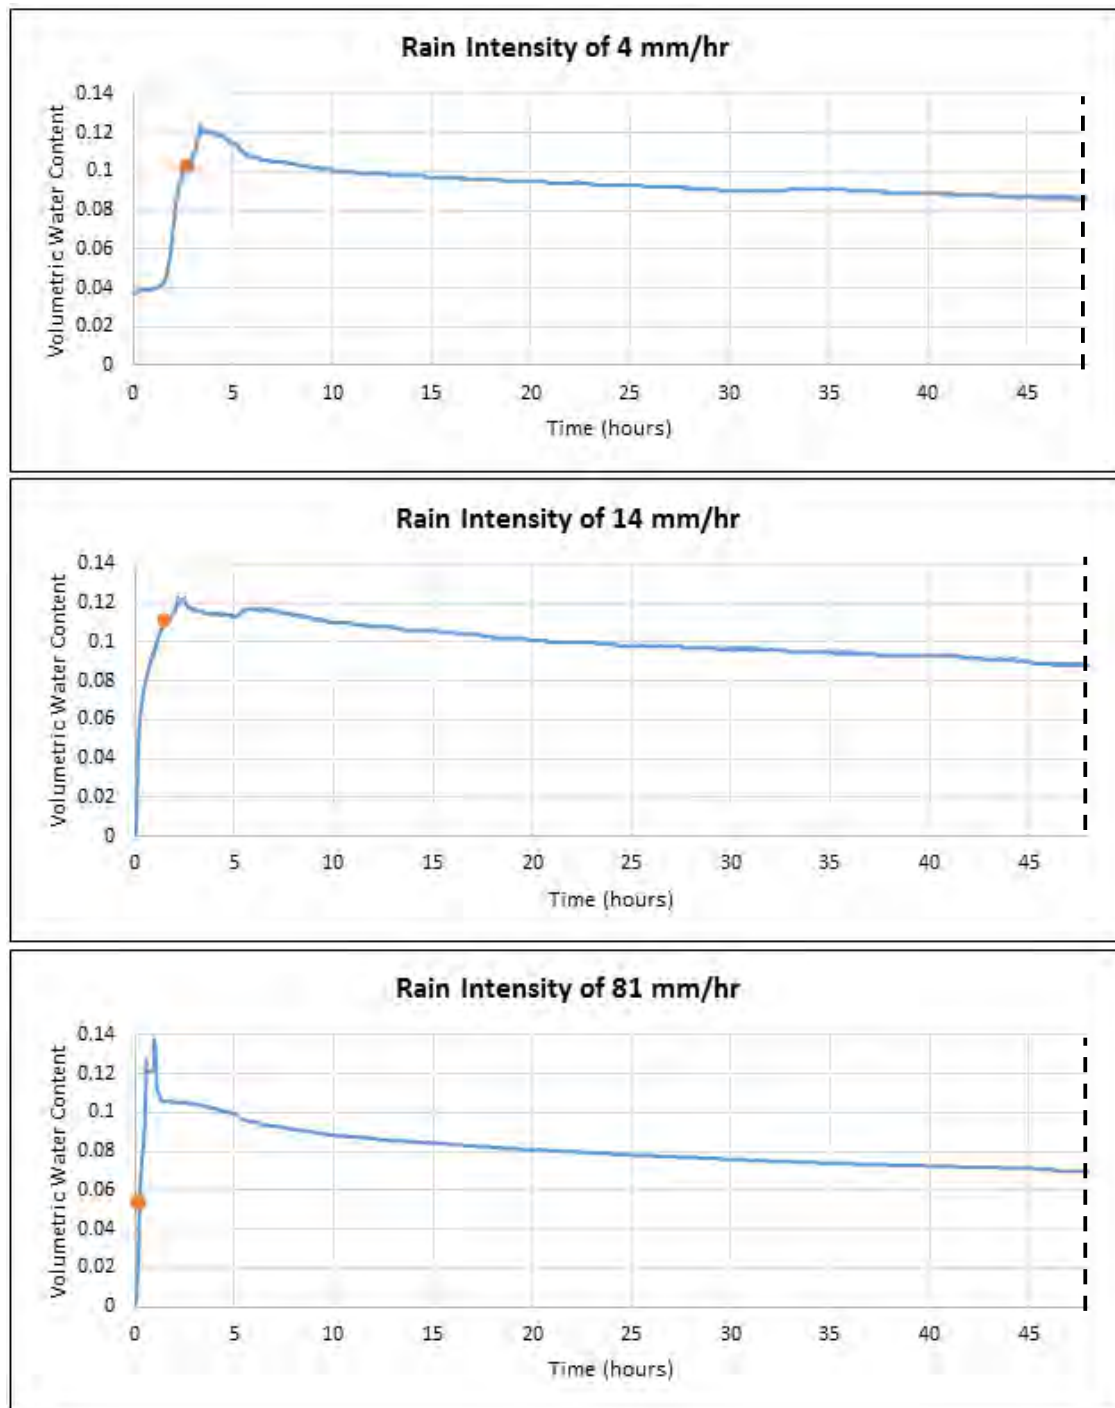 Rain Intensity of 4 mm/hr
Volumetric Water Content
0.14
0.12
0.1
0.08
0.06
0.04
0.02
0
0 5 10 15 20 25 30 35 40 45
Time (hours)
Rain Intensity of 14 mm/hr
Volumetric Water Content
0.14
0.12
0.1
0.08
0.06
0.04
0.02
0
0 5 10 15 20 25 30 35 40 45
Time (hours)
Rain Intensity of 81 mm/hr
Volumetric Water Content
0.14
0.12
0.1
0.08
0.06
0.04
0.02
0
0 5 10 15 20 25 30 35 40 45
Time (hours)